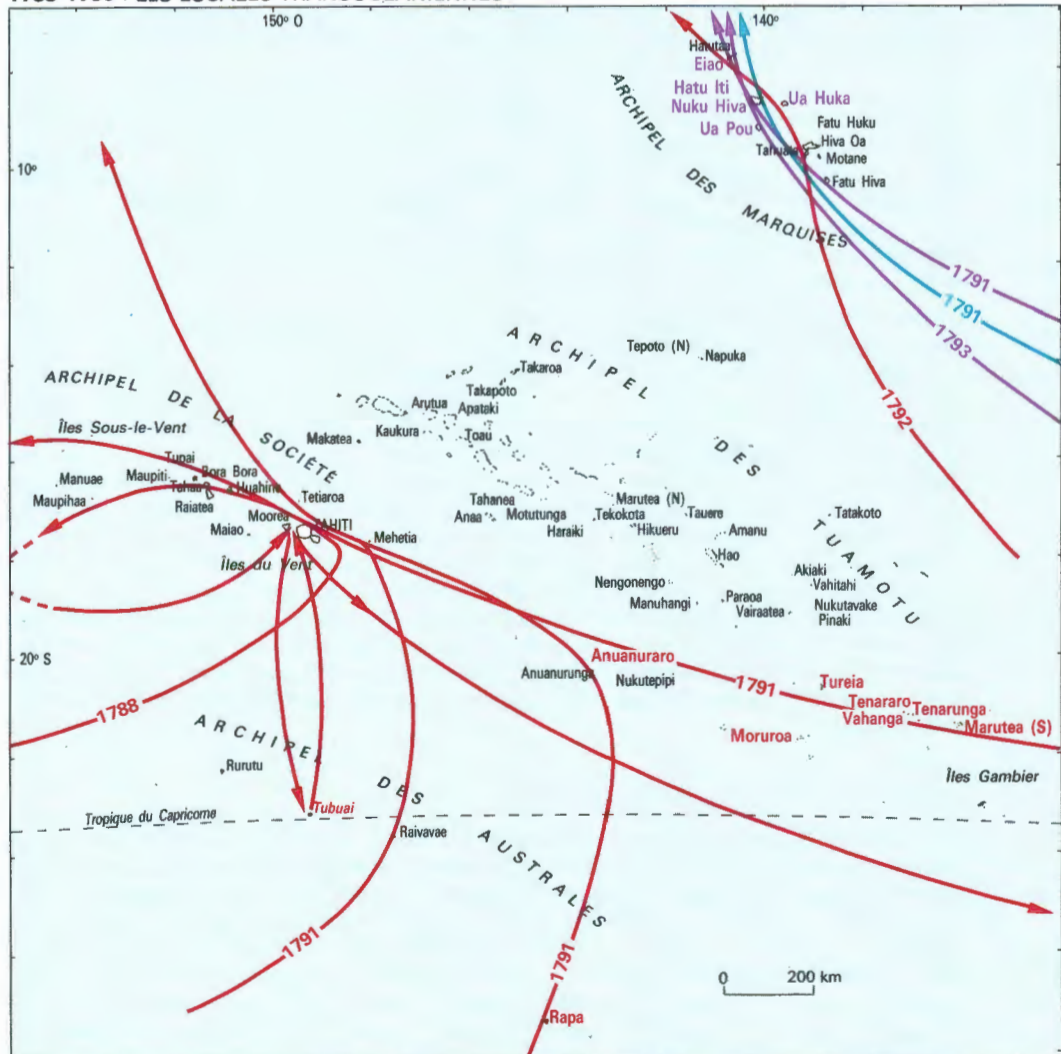 150° O
140°
Hatutaa
Eiao
Hatu Iti
Nuku Hiva
Ua Huka
Ua Pou
Fatu Huku
Hiva Oa
Tahuata
Motane
Fatu Hiva
ARCHIPEL DES MARQUISES
10°
1791
1791
1793
1792
ARCHIPEL DES TUAMOTU
Tepoto (N)
Napuka
Takaroa
Takapoto
Arutua
Apataki
Kaukura
Toau
Makatea
ARCHIPEL DE LA SOCIÉTÉ
Îles Sous-le-Vent
Tupai
Manuae
Maupiti
Bora Bora
Tahaa
Huahine
Maupihaa
Raiatea
Tetiaroa
Moorea
TAHITI
Maiao
Mehetia
Îles du Vent
Tahanea
Marutea (N)
Anaa
Motutunga
Tekokota
Tauere
Tatakoto
Haraiki
Hikueru
Amanu
Hao
Akiaki
Nengonengo
Vahitahi
Manuhangi
Paraoa
Vairaatea
Nukutavake
Pinaki
20° S
Anuanuraro
Anuanurunga
Nukutepipi
1791
Tureia
Tenararo
Tenarunga
Vahanga
Marutea (S)
Moruroa
Îles Gambier
1788
ARCHIPEL DES AUSTRALES
Rurutu
Tropique du Capricorne
Tubuai
Raivavae
1791
1791
0 200 km
Rapa